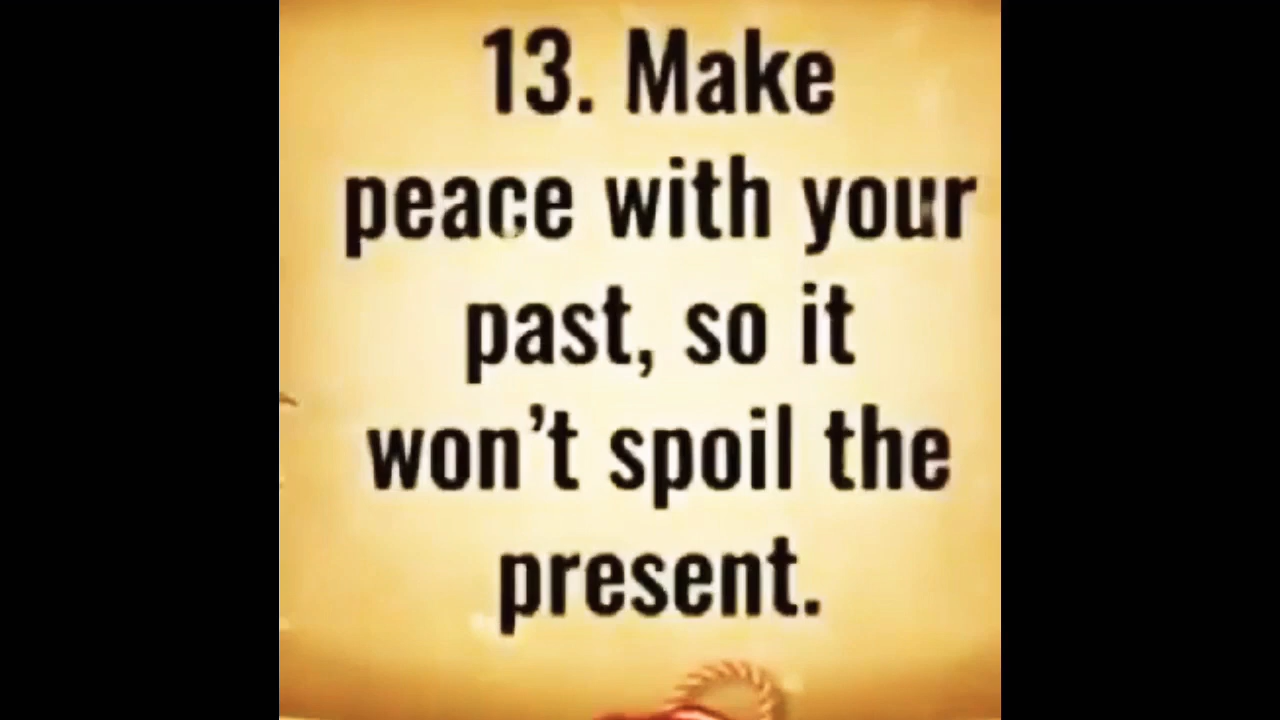 13. Make
peace with your
past, so it
won’t spoil the
present.